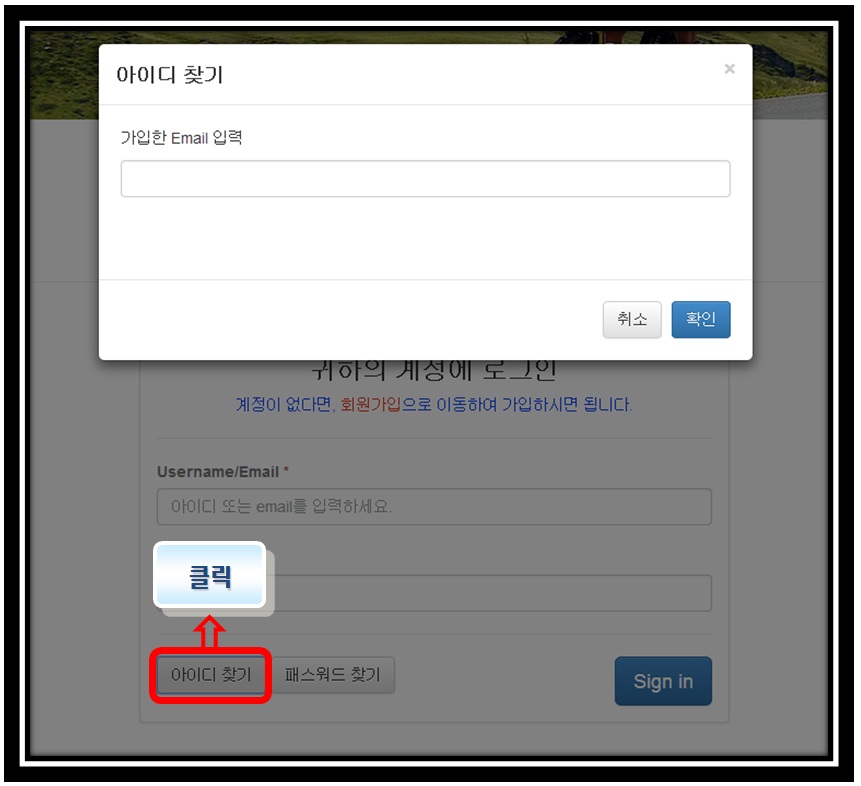 아이디 찾기
×
가입한 Email 입력
취소
확인
귀하의 계정에 로그인
계정이 없다면, 회원가입으로 이동하여 가입하시면 됩니다.
Username/Email *
아이디 또는 email를 입력하세요.
클릭
아이디 찾기
패스워드 찾기
Sign in